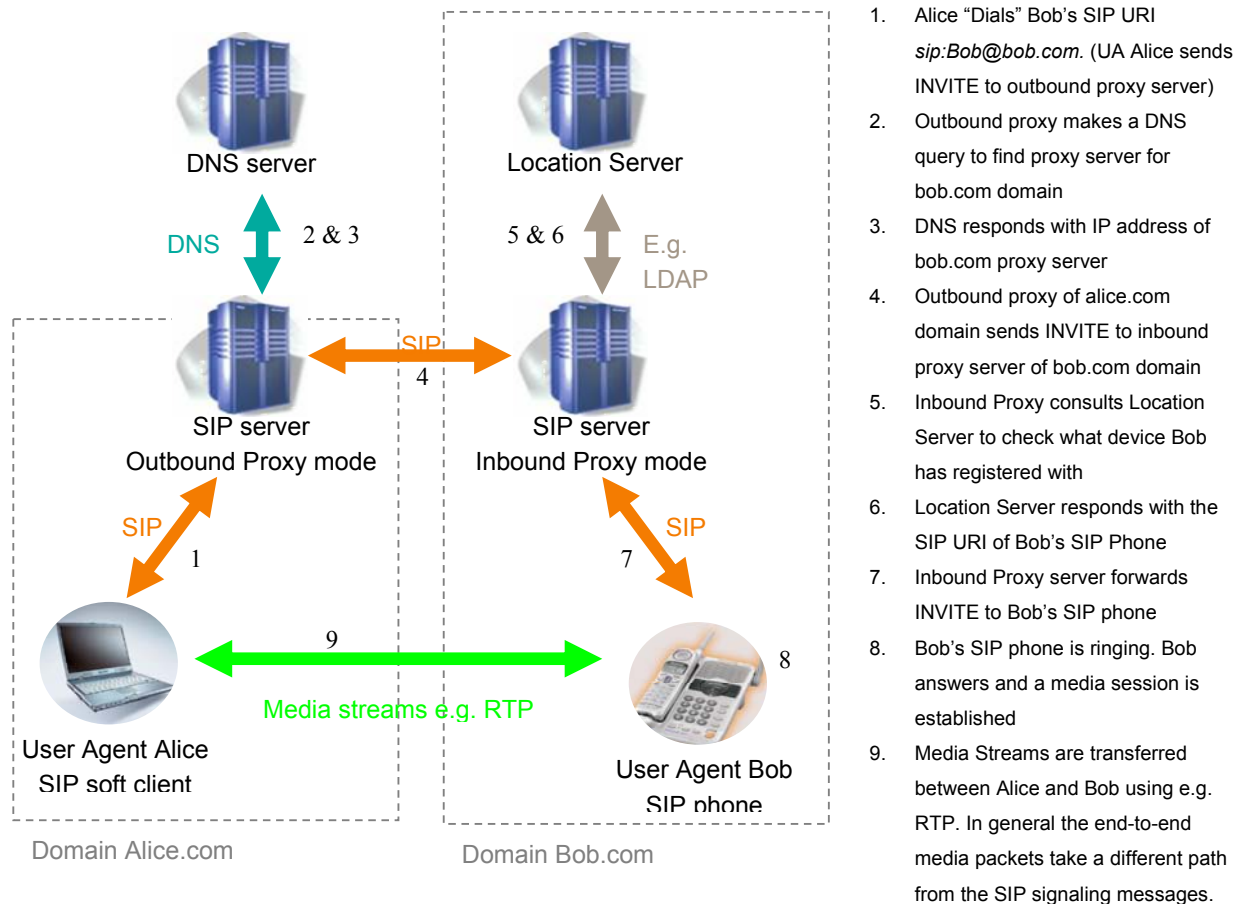 DNS server
Location Server
DNS
2 & 3
5 & 6
E.g.
LDAP
SIP
4
SIP server
Outbound Proxy mode
SIP server
Inbound Proxy mode
SIP
1
SIP
7
9
8
Media streams e.g. RTP
User Agent Alice
SIP soft client
User Agent Bob
SIP phone
Domain Alice.com
Domain Bob.com
1. Alice “Dials” Bob’s SIP URI
sip:Bob@bob.com. (UA Alice sends
INVITE to outbound proxy server)
2. Outbound proxy makes a DNS
query to find proxy server for
bob.com domain
3. DNS responds with IP address of
bob.com proxy server
4. Outbound proxy of alice.com
domain sends INVITE to inbound
proxy server of bob.com domain
5. Inbound Proxy consults Location
Server to check what device Bob
has registered with
6. Location Server responds with the
SIP URI of Bob’s SIP Phone
7. Inbound Proxy server forwards
INVITE to Bob’s SIP phone
8. Bob’s SIP phone is ringing. Bob
answers and a media session is
established
9. Media Streams are transferred
between Alice and Bob using e.g.
RTP. In general the end-to-end
media packets take a different path
from the SIP signaling messages.